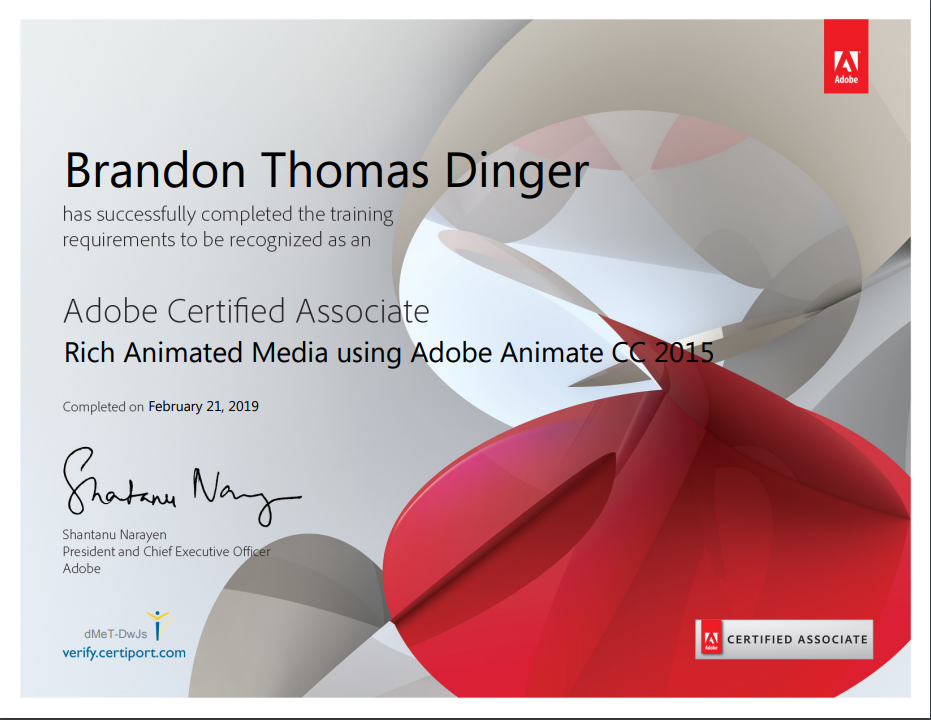 Adobe
Brandon Thomas Dinger
has successfully completed the training
requirements to be recognized as an
Adobe Certified Associate
Rich Animated Media using Adobe Animate CC 2015
Completed on February 21, 2019
Shantanu Narayen
Shantanu Narayen
President and Chief Executive Officer
Adobe
dMeT-DwJs
verify.certiport.com
Adobe
CERTIFIED ASSOCIATE